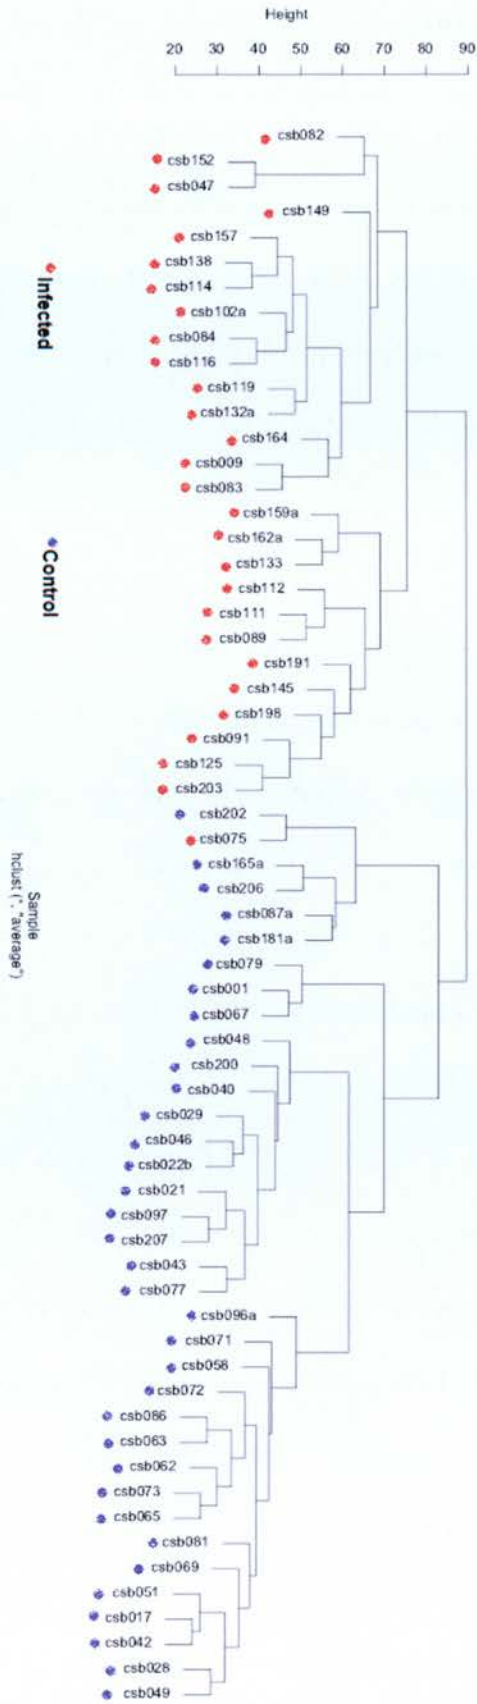 Height
20 30 40 50 60 70 80 90
csb082
csb152
csb047
csb149
csb157
csb138
csb114
csb102a
csb084
csb116
csb119
csb132a
csb164
csb009
csb083
csb159a
csb162a
csb133
csb112
csb111
csb089
csb191
csb145
csb198
csb091
csb125
csb203
csb202
csb075
csb165a
csb206
csb087a
csb181a
csb079
csb001
csb067
csb048
csb200
csb040
csb029
csb046
csb022b
csb021
csb097
csb207
csb043
csb077
csb096a
csb071
csb058
csb072
csb086
csb063
csb062
csb073
csb065
csb081
csb069
csb051
csb017
csb042
csb028
csb049
Infected
Control
Sample
hclust (*, "average")